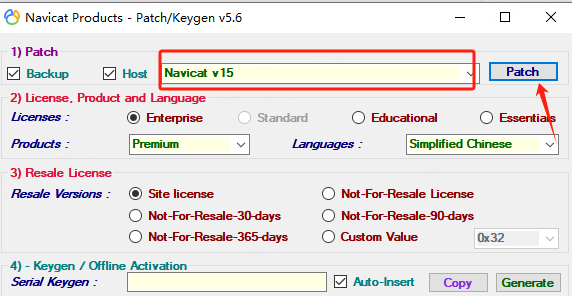 Navicat Products - Patch/Keygen v5.6
1) Patch
Backup Host Navicat v15 Patch
2) License, Product and Language
Licenses : Enterprise Standard Educational Essentials
Products : Premium Languages : Simplified Chinese
3) Resale License
Resale Versions : Site license Not-For-Resale License
Not-For-Resale-30-days Not-For-Resale-90-days
Not-For-Resale-365-days Custom Value 0x32
4) - Keygen / Offline Activation
Serial Keygen : Auto-Insert Copy Generate